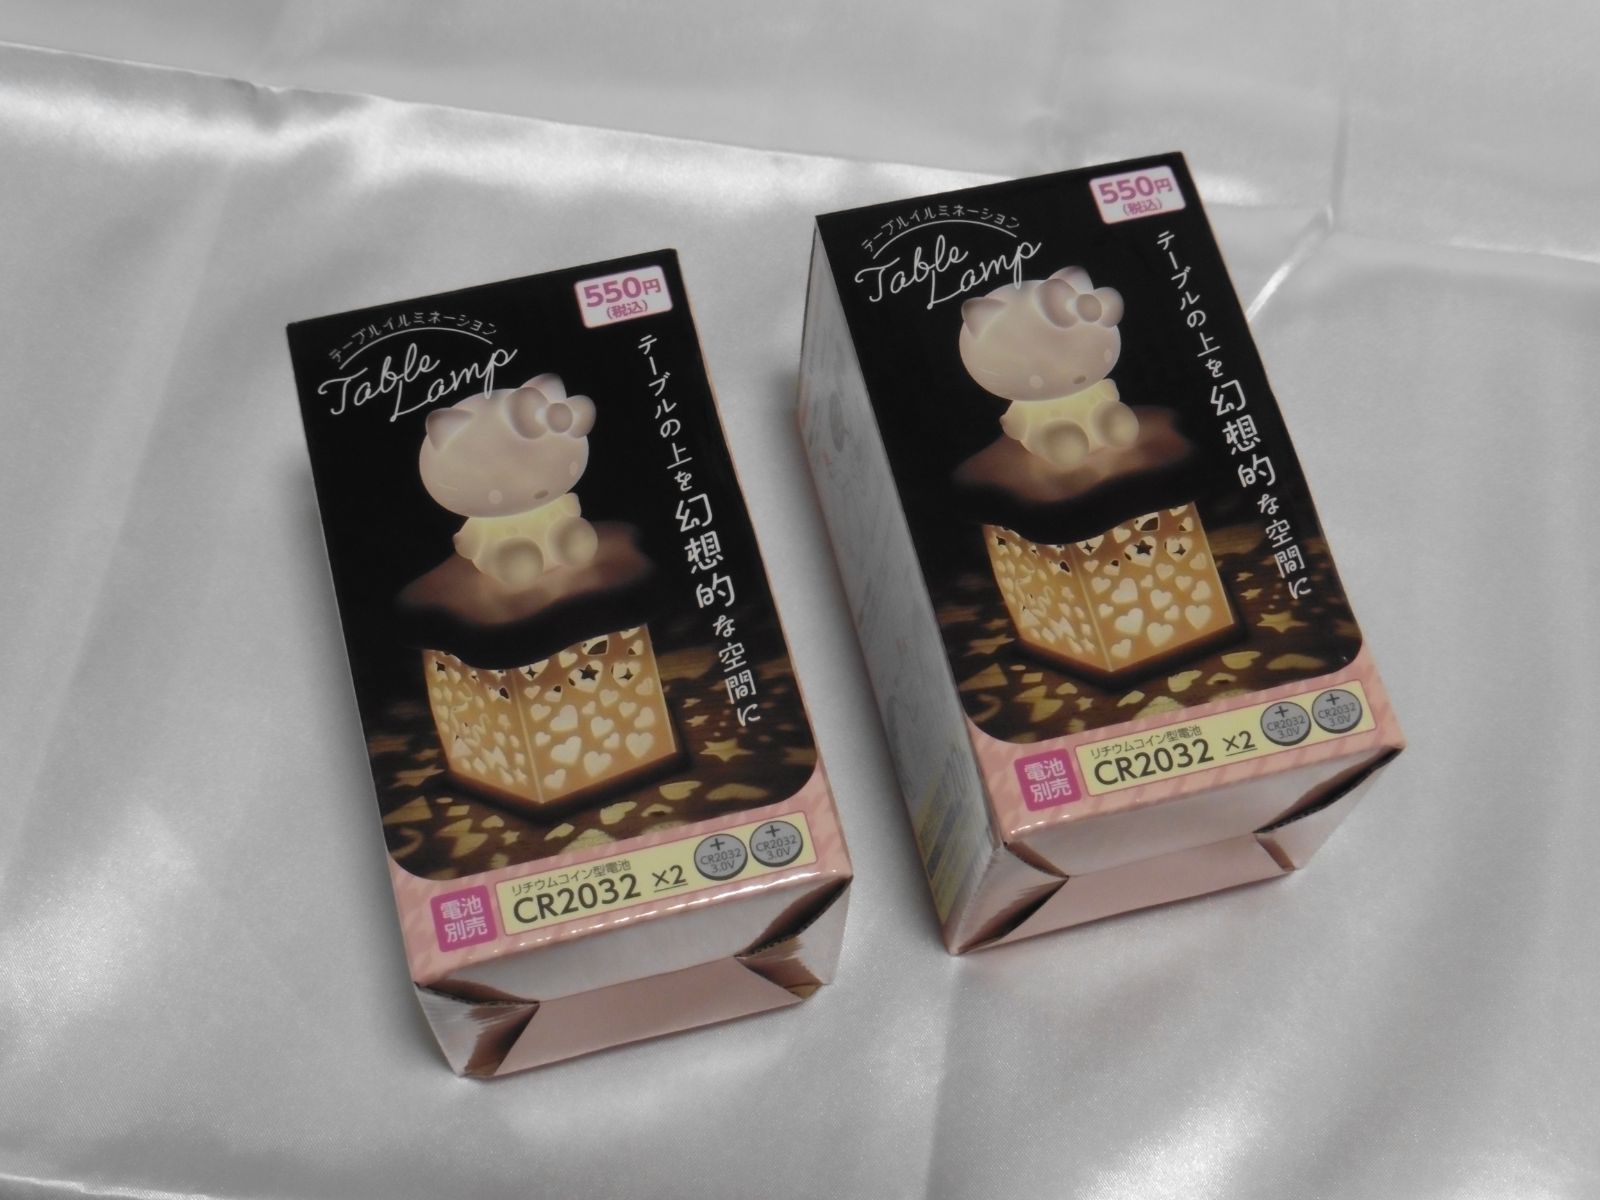 テーブルイルミネーション
Table
Lamp
550円
(税込)
テーブルの上を幻想的な空間に
電池
別売
リチウムコイン型電池
CR2032 ×2
+
CR2032
3.0V
+
CR2032
3.0V
テーブルイルミネーション
Table
Lamp
550円
(税込)
テーブルの上を幻想的な空間に
電池
別売
リチウムコイン型電池
CR2032 ×2
+
CR2032
3.0V
+
CR2032
3.0V